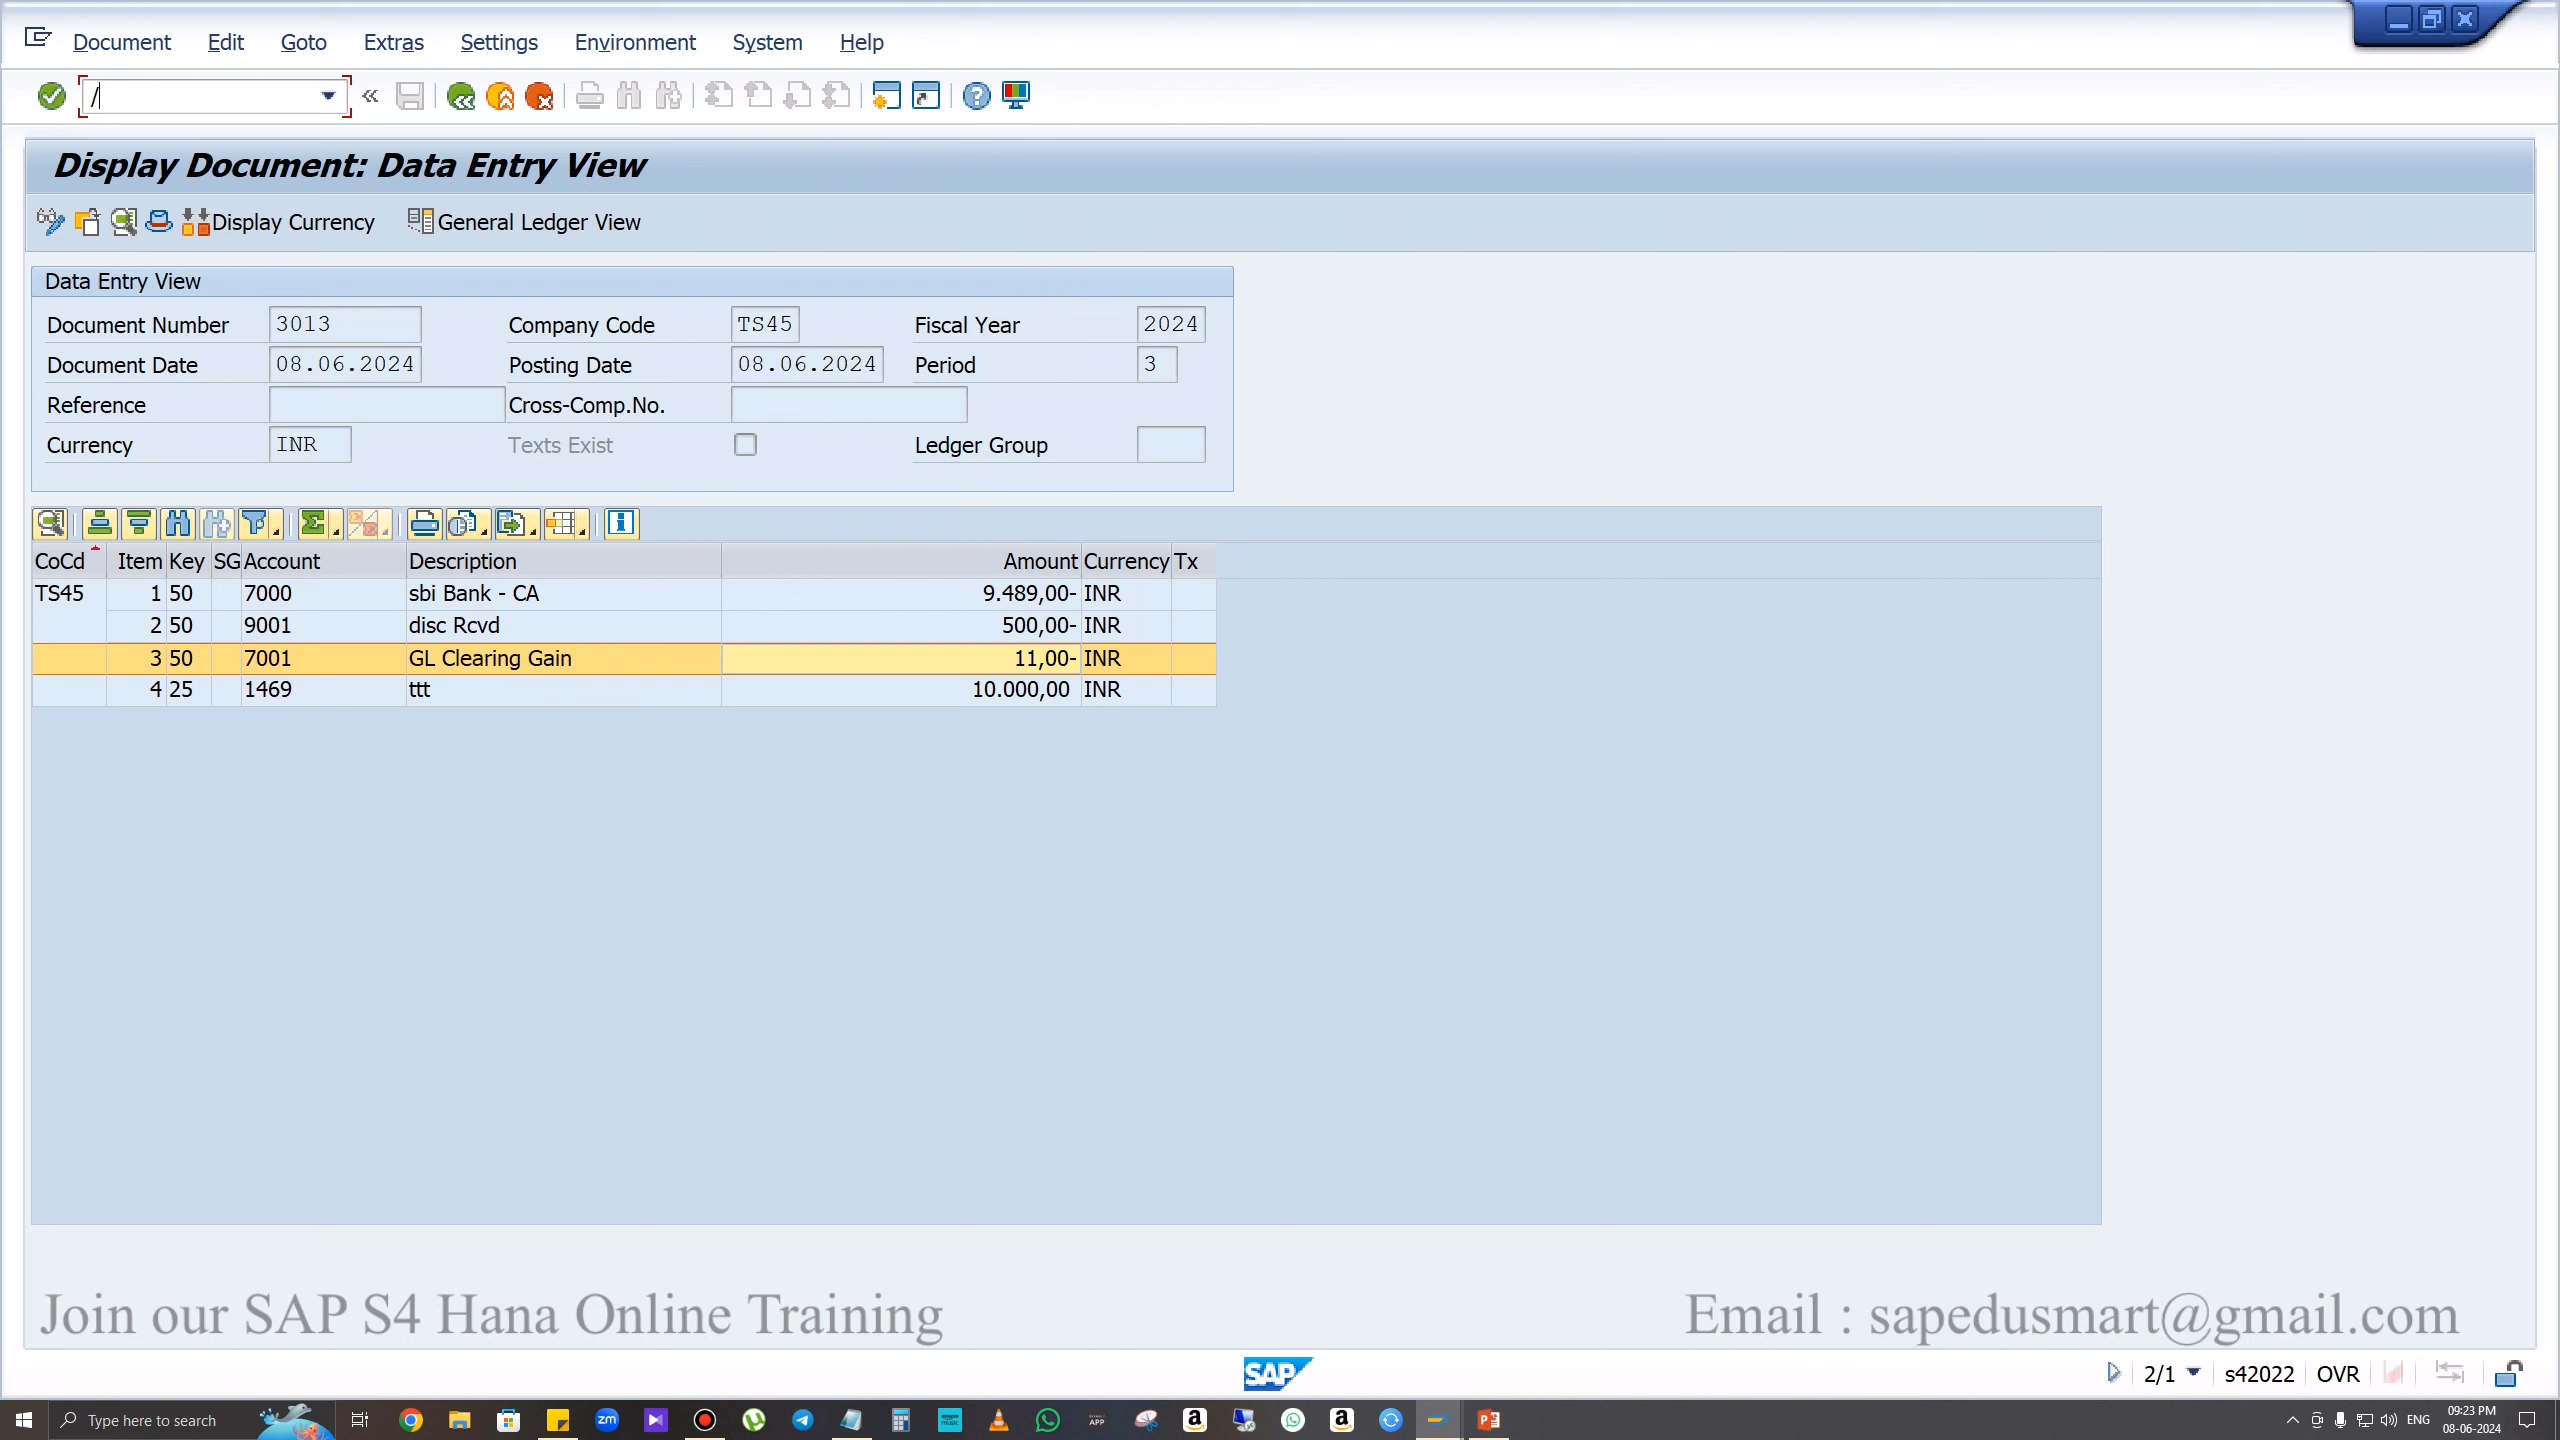 Document Edit Goto Extras Settings Environment System Help
/
Display Document: Data Entry View
Display Currency General Ledger View
Data Entry View
Document Number 3013 Company Code TS45 Fiscal Year 2024
Document Date 08.06.2024 Posting Date 08.06.2024 Period 3
Reference Cross-Comp.No.
Currency INR Texts Exist Ledger Group
CoCd Item Key SG Account Description Amount Currency Tx
TS45 1 50 7000 sbi Bank - CA 9.489,00- INR
2 50 9001 disc Rcvd 500,00- INR
3 50 7001 GL Clearing Gain 11,00- INR
4 25 1469 ttt 10.000,00 INR
Join our SAP S4 Hana Online Training Email : sapedusmart@gmail.com
SAP 2/1 s42022 OVR
Type here to search zm APP ENG 09:23 PM
08-06-2024